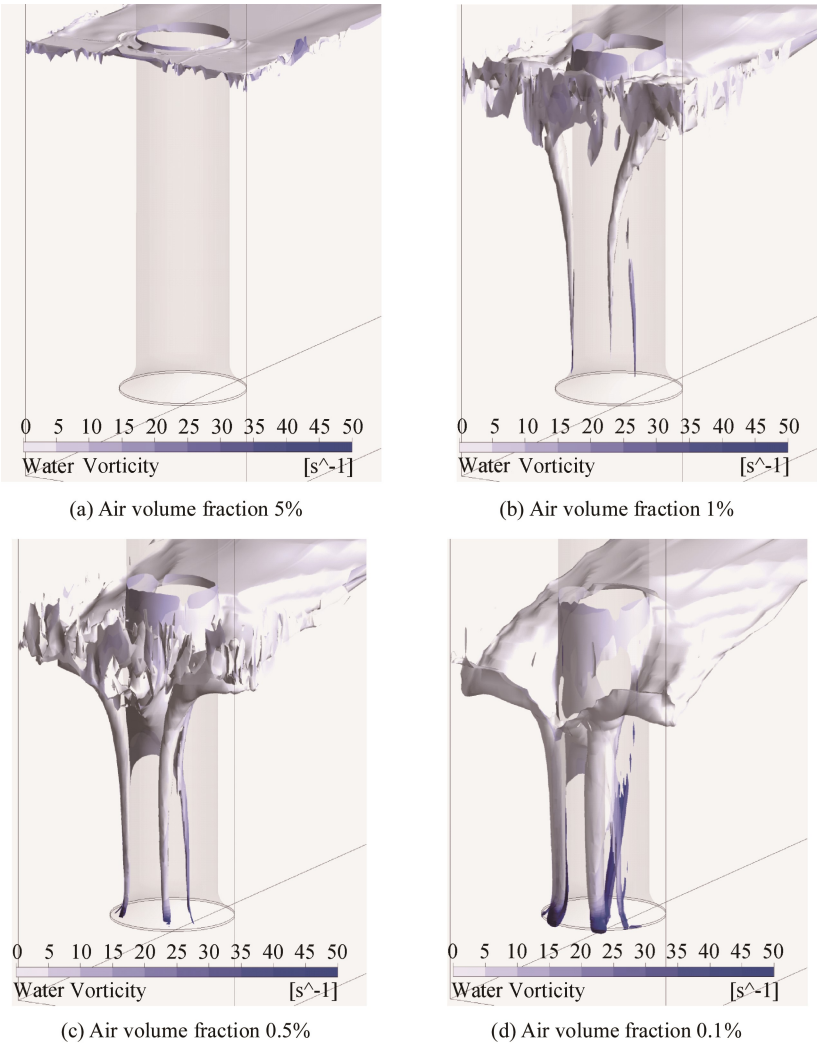 0 5 10 15 20 25 30 35 40 45 50
Water Vorticity [s^-1]
(a) Air volume fraction 5%
0 5 10 15 20 25 30 35 40 45 50
Water Vorticity [s^-1]
(b) Air volume fraction 1%
0 5 10 15 20 25 30 35 40 45 50
Water Vorticity [s^-1]
(c) Air volume fraction 0.5%
0 5 10 15 20 25 30 35 40 45 50
Water Vorticity [s^-1]
(d) Air volume fraction 0.1%